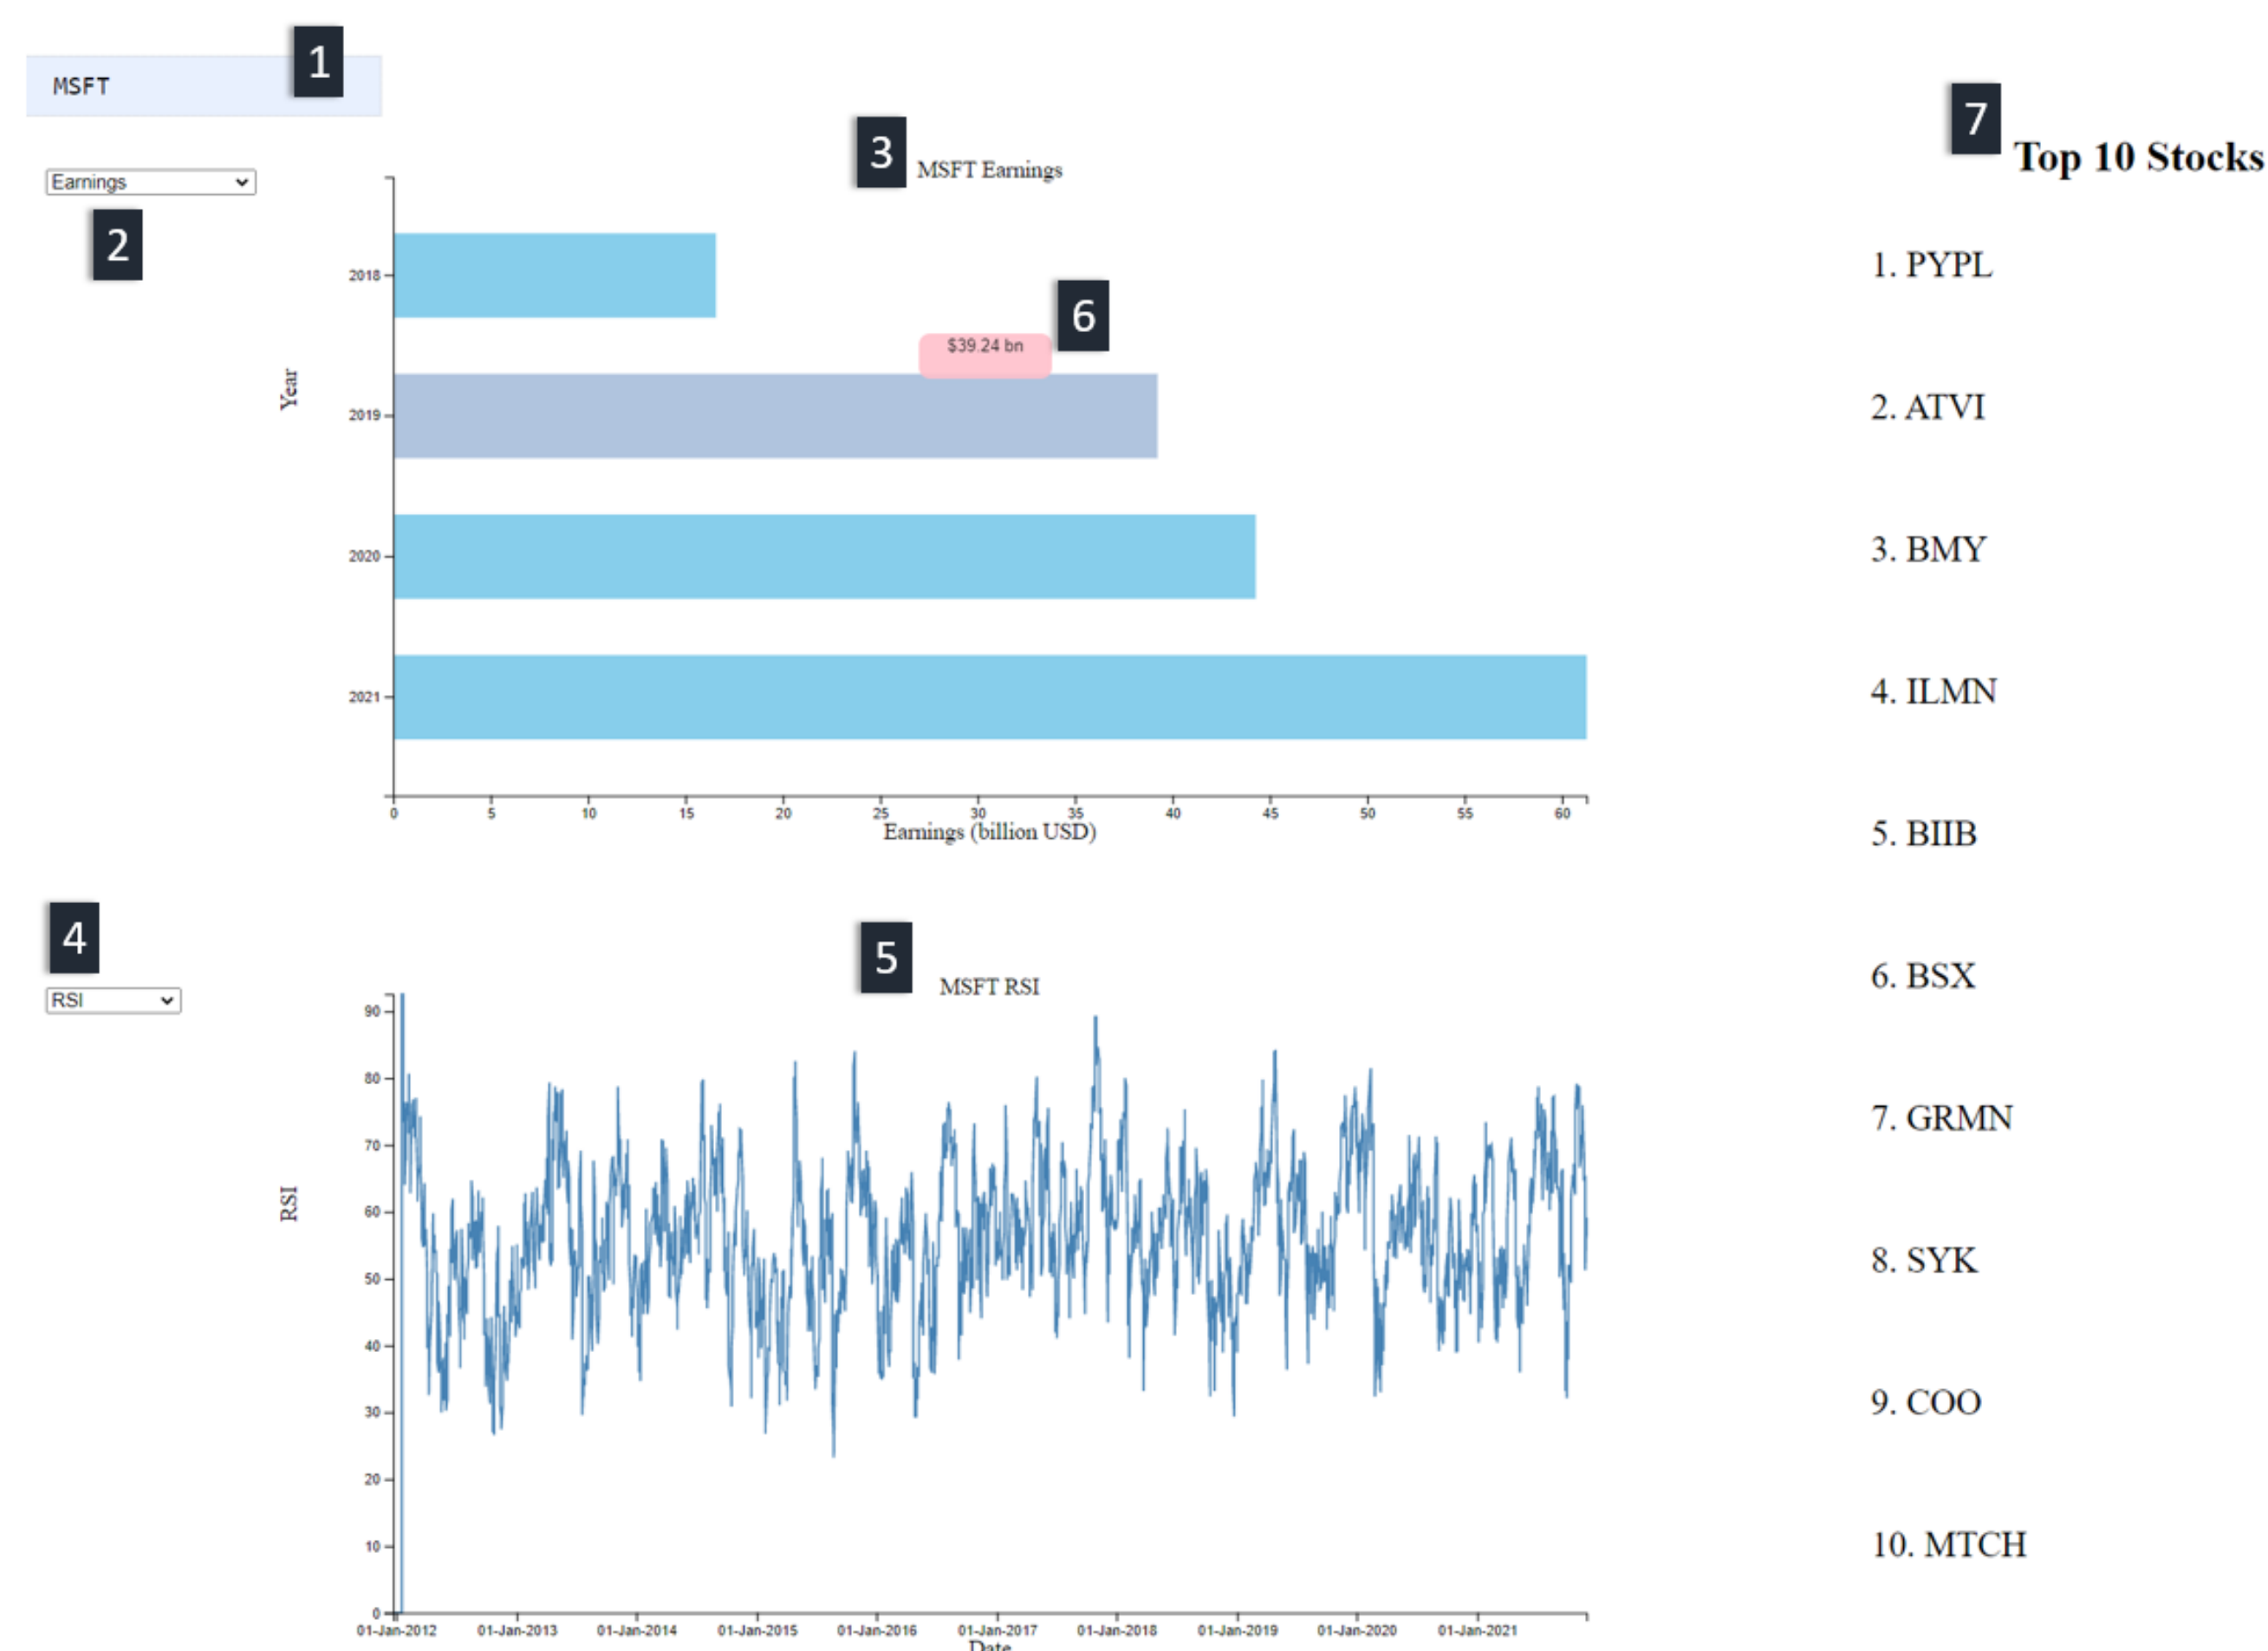 1
MSFT
7
Top 10 Stocks
3
MSFT Earnings
Earnings
2
2018
6
$39.24 bn
Year
2019
2020
2021
0 5 10 15 20 25 30 35 40 45 50 55 60
Earnings (billion USD)
1. PYPL
2. ATVI
3. BMY
4. ILMN
5. BIIB
6. BSX
7. GRMN
8. SYK
9. COO
10. MTCH
4
5
MSFT RSI
RSI
90
80
70
60
RSI
50
40
30
20
10
0
01-Jan-2012 01-Jan-2013 01-Jan-2014 01-Jan-2015 01-Jan-2016 01-Jan-2017 01-Jan-2018 01-Jan-2019 01-Jan-2020 01-Jan-2021
Date